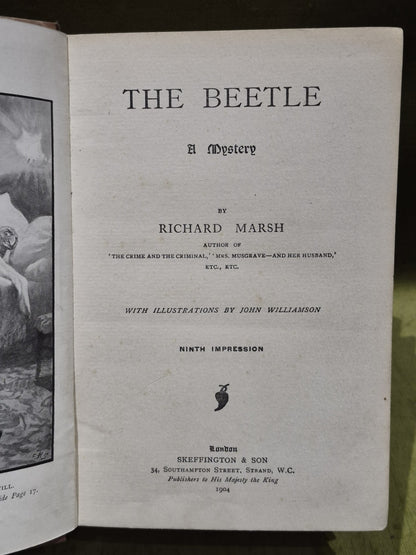 THE BEETLE
A Mystery
BY
RICHARD MARSH
AUTHOR OF
'THE CRIME AND THE CRIMINAL,' 'MRS. MUSGRAVE—AND HER HUSBAND,'
ETC., ETC.
WITH ILLUSTRATIONS BY JOHN WILLIAMSON
NINTH IMPRESSION
London
SKEFFINGTON & SON
34, SOUTHAMPTON STREET, STRAND, W.C.
Publishers to His Majesty the King
1904
Page 17.